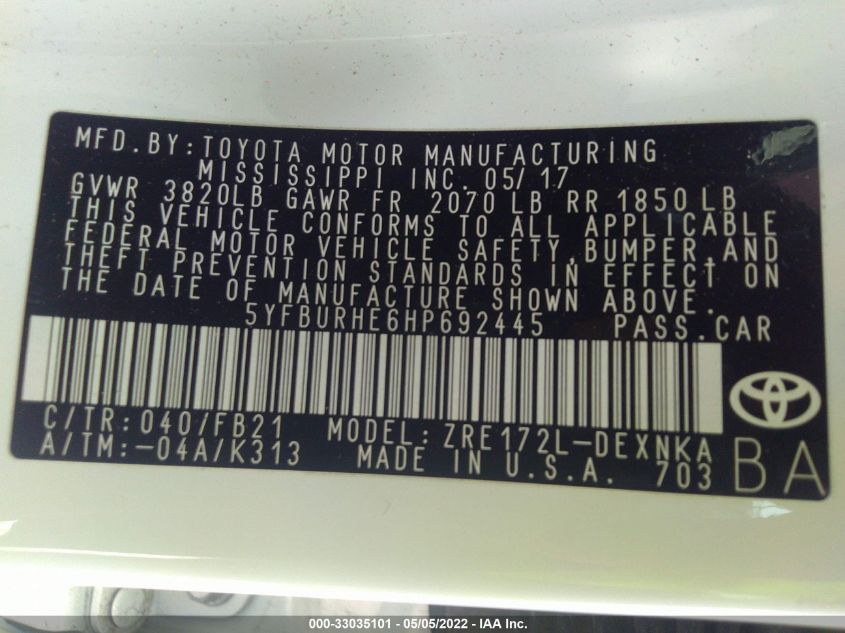 MFD.BY:TOYOTA MOTOR MANUFACTURING
MISSISSIPPI INC. 05/17
GVWR 3820LB GAWR FR 2070 LB RR 1850 LB
THIS VEHICLE CONFORMS TO ALL APPLICABLE
FEDERAL MOTOR VEHICLE SAFETY,BUMPER,AND
THEFT PREVENTION STANDARDS IN EFFECT ON
THE DATE OF MANUFACTURE SHOWN ABOVE.
5YFBURHE6HP692445 PASS.CAR
C/TR:040/FB21 MODEL:ZRE172L-DEXNKA
A/TM:-04A/K313 MADE IN U.S.A. 703
BA
000-33035101 - 05/05/2022 - IAA Inc.